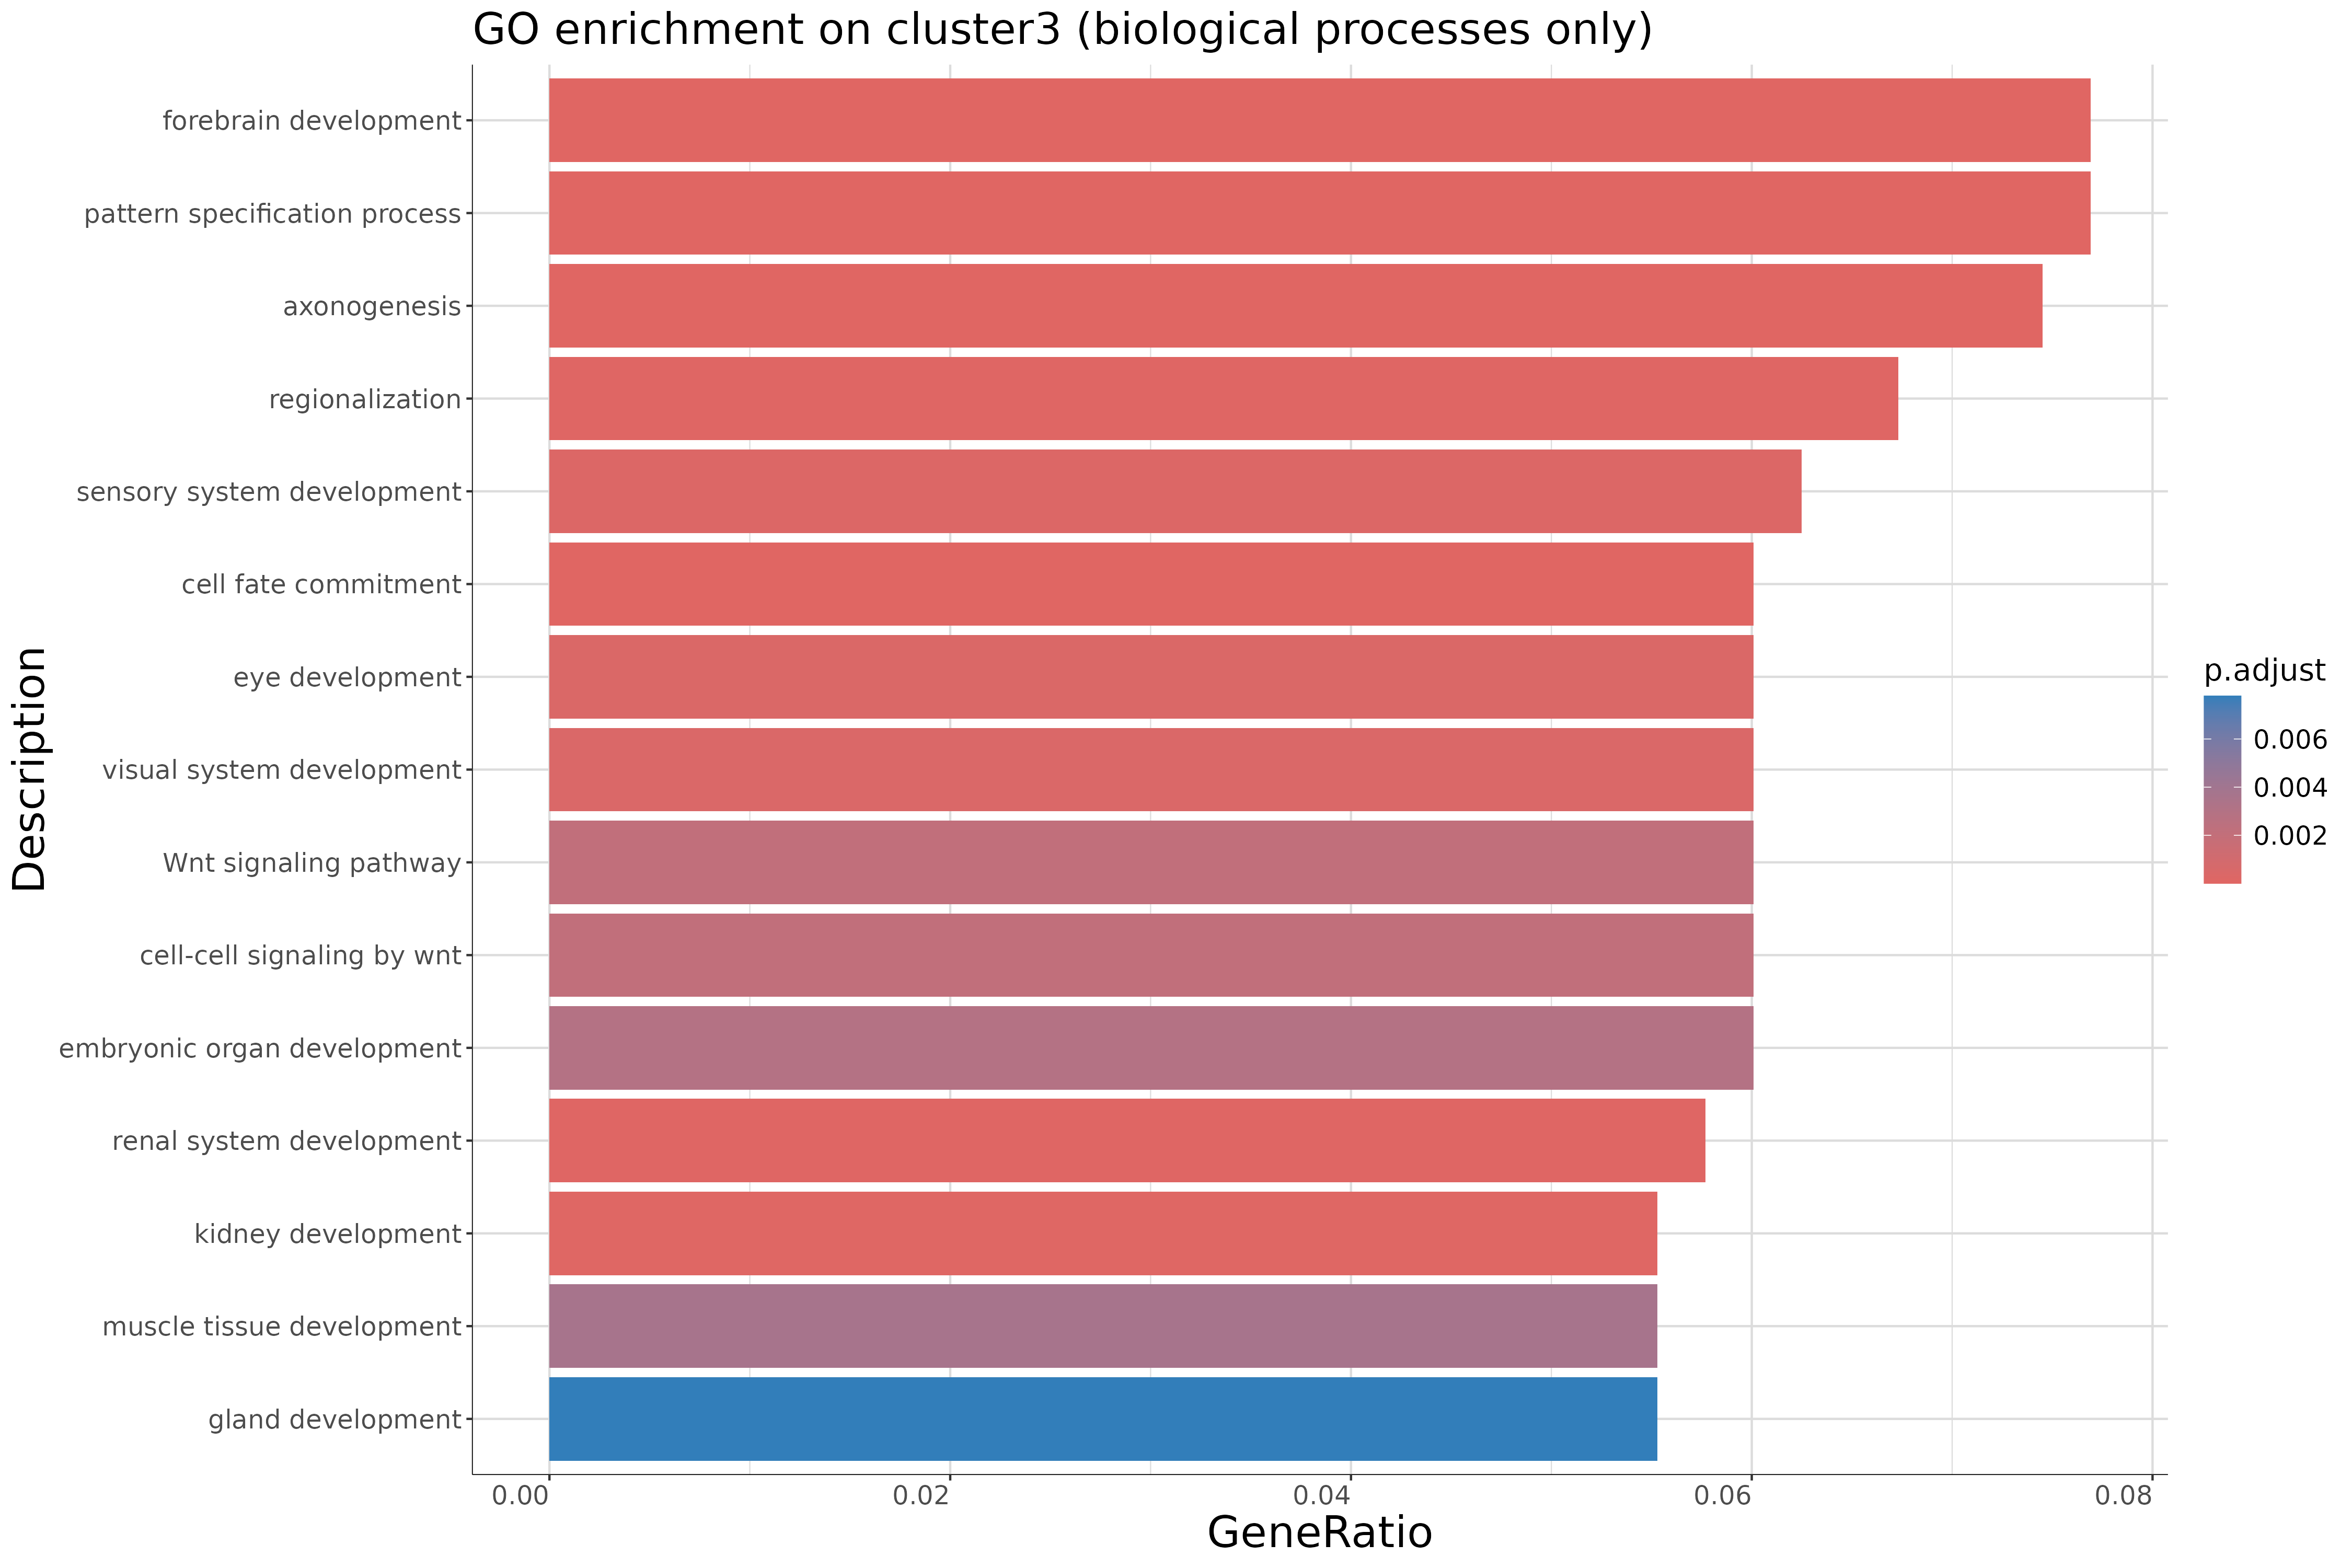 GO enrichment on cluster3 (biological processes only)
forebrain development
pattern specification process
axonogenesis
regionalization
sensory system development
cell fate commitment
eye development
visual system development
Wnt signaling pathway
cell-cell signaling by wnt
embryonic organ development
renal system development
kidney development
muscle tissue development
gland development
Description
0.00 0.02 0.04 0.06 0.08
GeneRatio
p.adjust
0.006
0.004
0.002